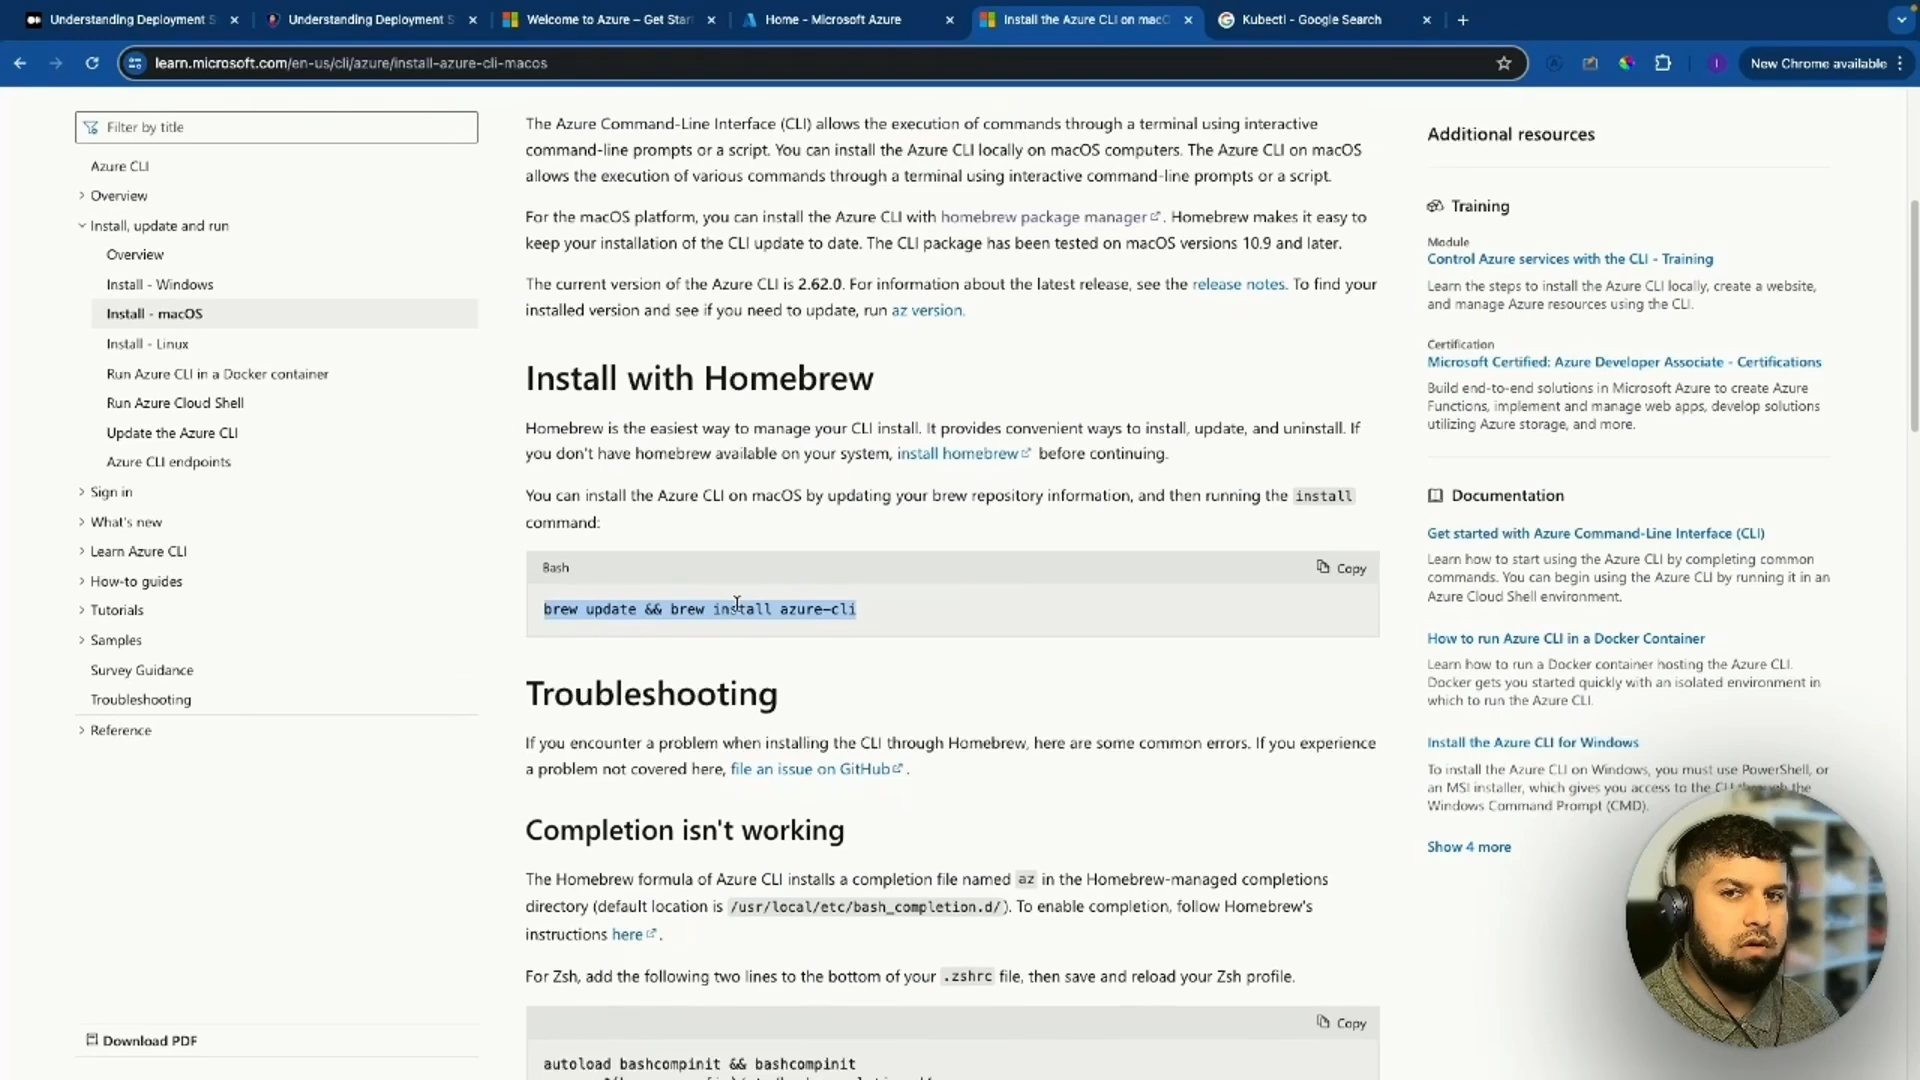 Understanding Deployment S
Understanding Deployment S
Welcome to Azure – Get Star
Home - Microsoft Azure
Install the Azure CLI on macO
Kubectl - Google Search
learn.microsoft.com/en-us/cli/azure/install-azure-cli-macos
New Chrome available
Filter by title
Azure CLI
Overview
Install, update and run
Overview
Install - Windows
Install - macOS
Install - Linux
Run Azure CLI in a Docker container
Run Azure Cloud Shell
Update the Azure CLI
Azure CLI endpoints
Sign in
What's new
Learn Azure CLI
How-to guides
Tutorials
Samples
Survey Guidance
Troubleshooting
Reference
Download PDF
The Azure Command-Line Interface (CLI) allows the execution of commands through a terminal using interactive
command-line prompts or a script. You can install the Azure CLI locally on macOS computers. The Azure CLI on macOS
allows the execution of various commands through a terminal using interactive command-line prompts or a script.
For the macOS platform, you can install the Azure CLI with homebrew package manager. Homebrew makes it easy to
keep your installation of the CLI update to date. The CLI package has been tested on macOS versions 10.9 and later.
The current version of the Azure CLI is 2.62.0. For information about the latest release, see the release notes. To find your
installed version and see if you need to update, run az version.
Install with Homebrew
Homebrew is the easiest way to manage your CLI install. It provides convenient ways to install, update, and uninstall. If
you don't have homebrew available on your system, install homebrew before continuing.
You can install the Azure CLI on macOS by updating your brew repository information, and then running the install
command:
Bash
Copy
brew update && brew install azure-cli
Troubleshooting
If you encounter a problem when installing the CLI through Homebrew, here are some common errors. If you experience
a problem not covered here, file an issue on GitHub.
Completion isn't working
The Homebrew formula of Azure CLI installs a completion file named az in the Homebrew-managed completions
directory (default location is /usr/local/etc/bash_completion.d/). To enable completion, follow Homebrew's
instructions here.
For Zsh, add the following two lines to the bottom of your .zshrc file, then save and reload your Zsh profile.
Copy
autoload bashcompinit && bashcompinit
Additional resources
Training
Module
Control Azure services with the CLI - Training
Learn the steps to install the Azure CLI locally, create a website,
and manage Azure resources using the CLI.
Certification
Microsoft Certified: Azure Developer Associate - Certifications
Build end-to-end solutions in Microsoft Azure to create Azure
Functions, implement and manage web apps, develop solutions
utilizing Azure storage, and more.
Documentation
Get started with Azure Command-Line Interface (CLI)
Learn how to start using the Azure CLI by completing common
commands. You can begin using the Azure CLI by running it in an
Azure Cloud Shell environment.
How to run Azure CLI in a Docker Container
Learn how to run a Docker container hosting the Azure CLI.
Docker gets you started quickly with an isolated environment in
which to run the Azure CLI.
Install the Azure CLI for Windows
To install the Azure CLI on Windows, you must use PowerShell, or
an MSI installer, which gives you access to the CLI through the
Windows Command Prompt (CMD).
Show 4 more